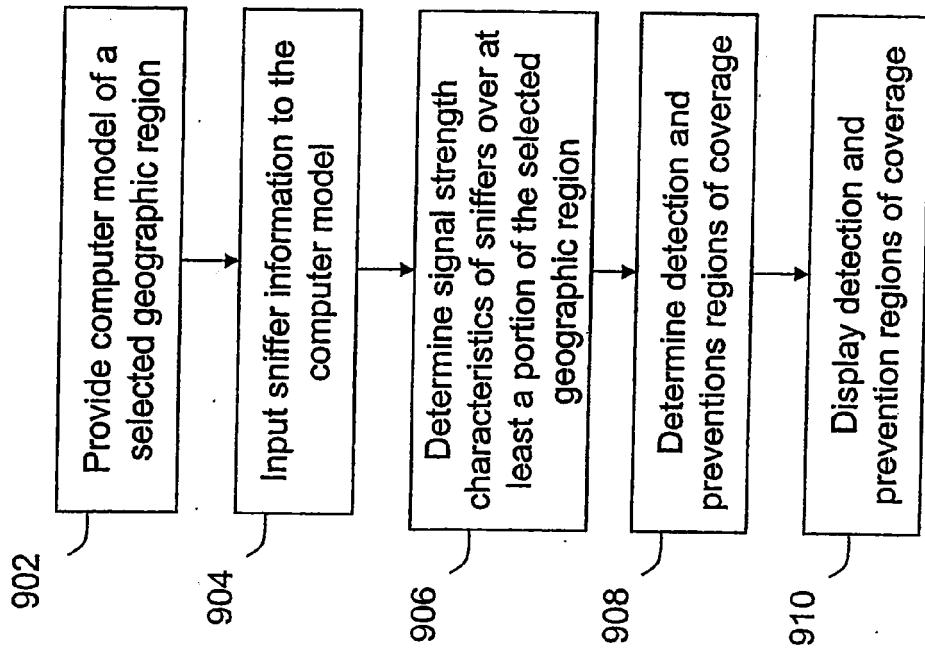 902
Provide computer model of a
selected geographic region
904
Input sniffer information to the
computer model
906
Determine signal strength
characteristics of sniffers over at
least a portion of the selected
geographic region
908
Determine detection and
preventions regions of coverage
910
Display detection and
prevention regions of coverage